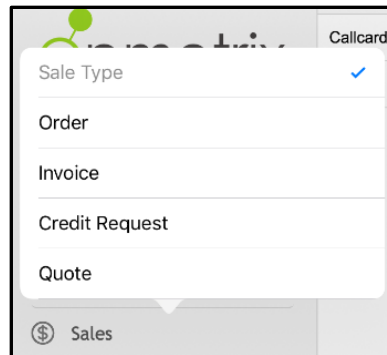 Callcard
Sale Type
Order
Invoice
Credit Request
Quote
Sales